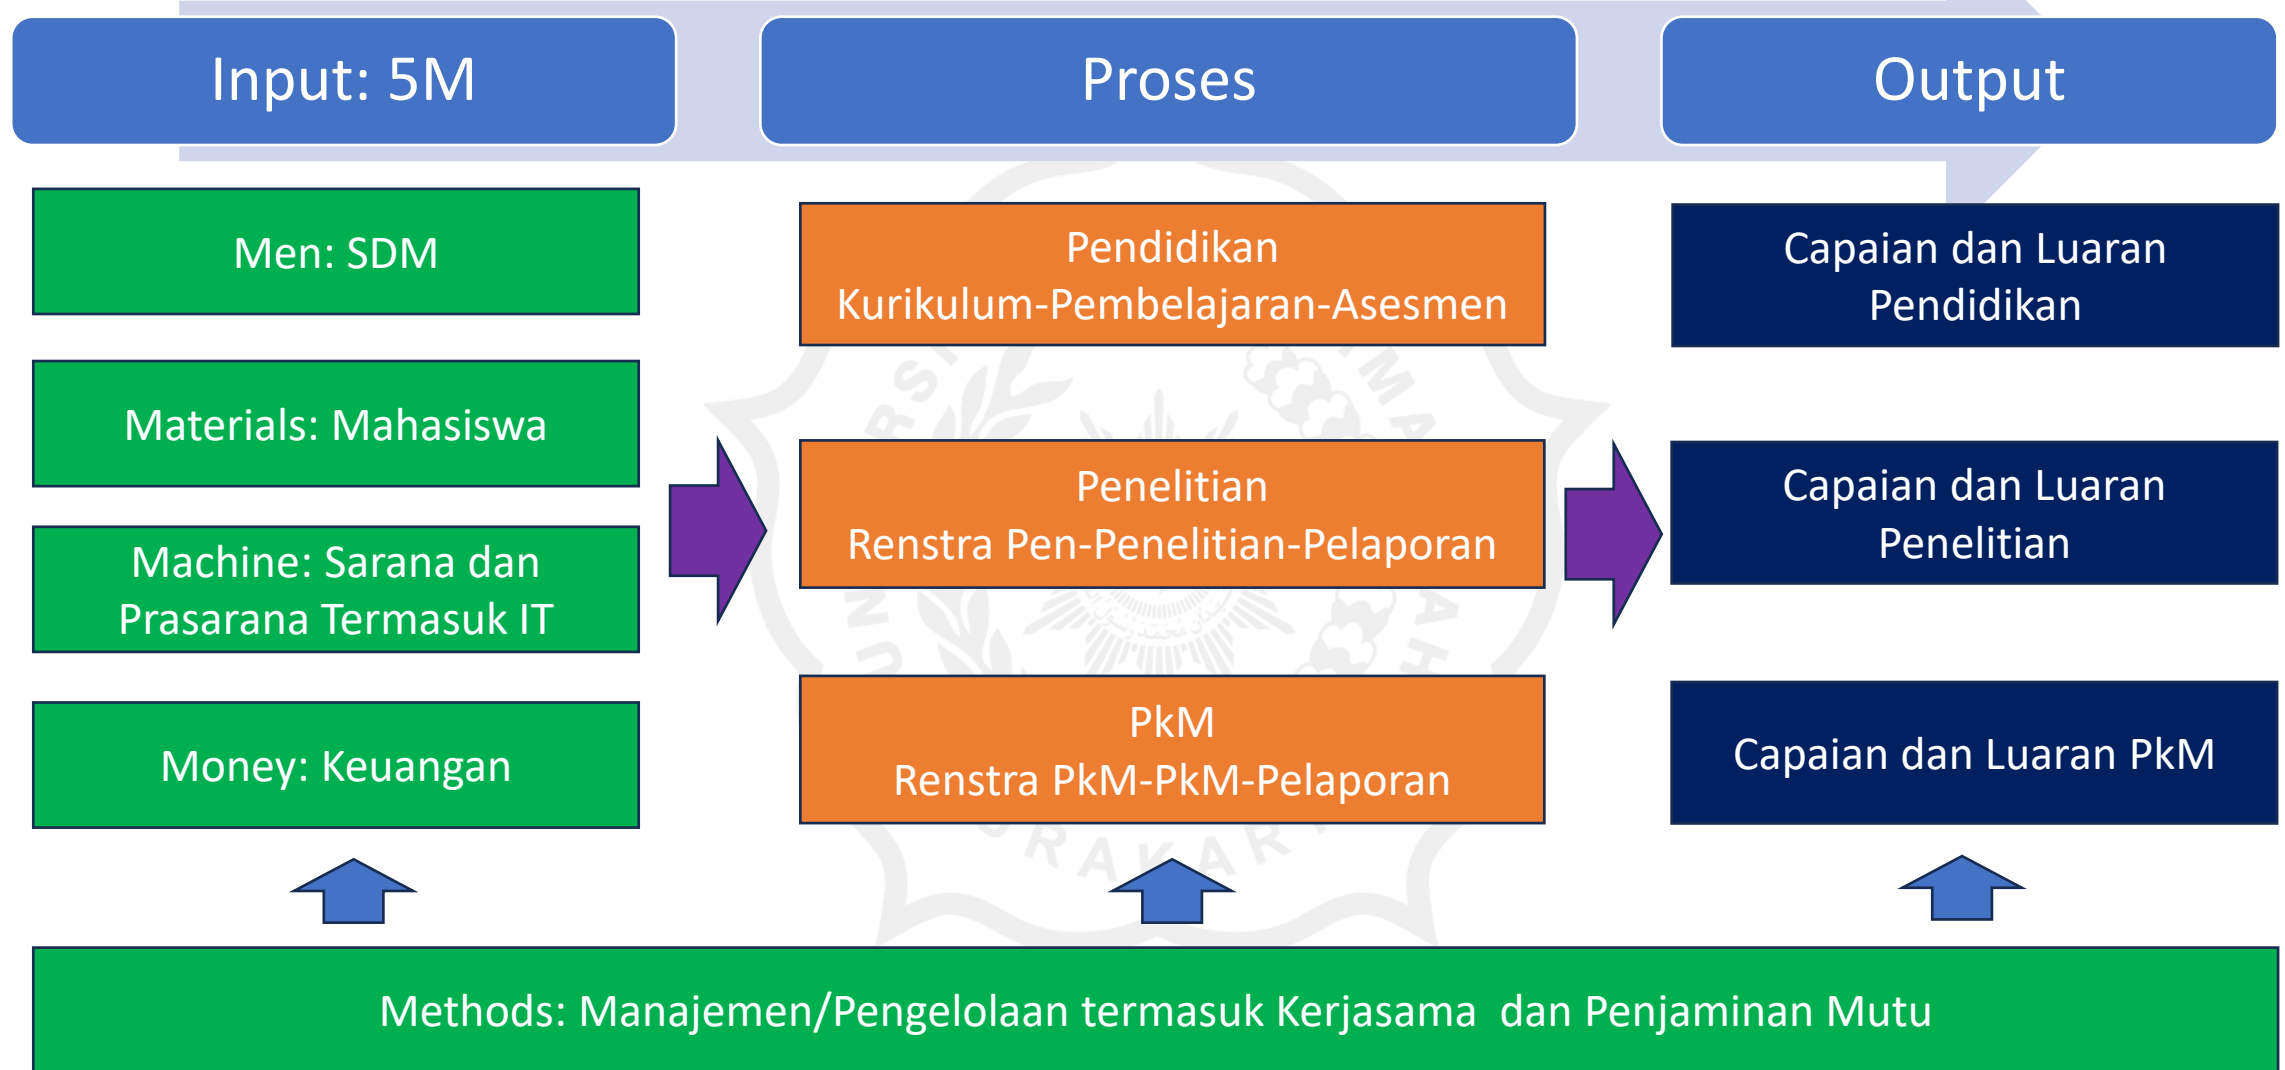 Input: 5M
Proses
Output
Men: SDM
Materials: Mahasiswa
Machine: Sarana dan
Prasarana Termasuk IT
Money: Keuangan
Pendidikan
Kurikulum-Pembelajaran-Asesmen
Penelitian
Renstra Pen-Penelitian-Pelaporan
PkM
Renstra PkM-PkM-Pelaporan
Capaian dan Luaran
Pendidikan
Capaian dan Luaran
Penelitian
Capaian dan Luaran PkM
Methods: Manajemen/Pengelolaan termasuk Kerjasama  dan Penjaminan Mutu